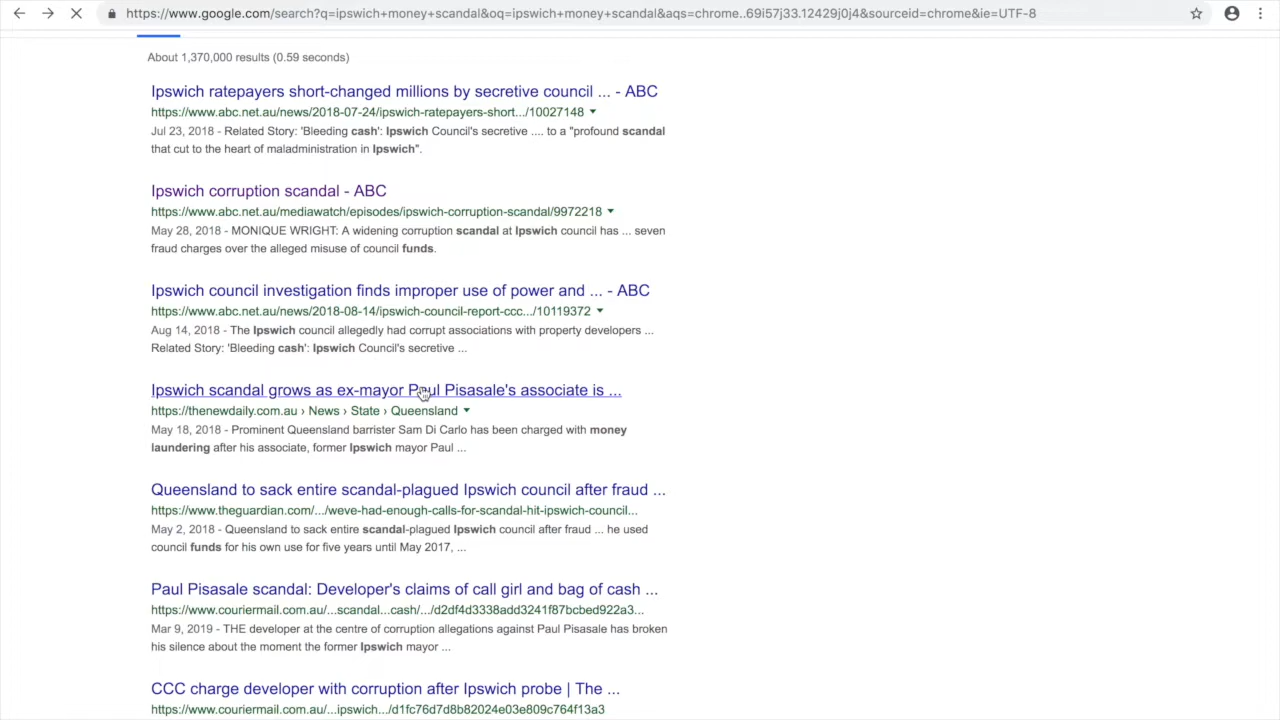 https://www.google.com/search?q=ipswich+money+scandal&oq=ipswich+money+scandal&aqs=chrome..69i57j33.12429j0j4&sourceid=chrome&ie=UTF-8
About 1,370,000 results (0.59 seconds)
Ipswich ratepayers short-changed millions by secretive council ... - ABC
https://www.abc.net.au/news/2018-07-24/ipswich-ratepayers-short.../10027148
Jul 23, 2018 - Related Story: 'Bleeding cash': Ipswich Council's secretive .... to a "profound scandal
that cut to the heart of maladministration in Ipswich".
Ipswich corruption scandal - ABC
https://www.abc.net.au/mediawatch/episodes/ipswich-corruption-scandal/9972218
May 28, 2018 - MONIQUE WRIGHT: A widening corruption scandal at Ipswich council has ... seven
fraud charges over the alleged misuse of council funds.
Ipswich council investigation finds improper use of power and ... - ABC
https://www.abc.net.au/news/2018-08-14/ipswich-council-report-ccc.../10119372
Aug 14, 2018 - The Ipswich council allegedly had corrupt associations with property developers ...
Related Story: 'Bleeding cash': Ipswich Council's secretive ...
Ipswich scandal grows as ex-mayor Paul Pisasale's associate is ...
https://thenewdaily.com.au › News › State › Queensland
May 18, 2018 - Prominent Queensland barrister Sam Di Carlo has been charged with money
laundering after his associate, former Ipswich mayor Paul ...
Queensland to sack entire scandal-plagued Ipswich council after fraud ...
https://www.theguardian.com/.../weve-had-enough-calls-for-scandal-hit-ipswich-council...
May 2, 2018 - Queensland to sack entire scandal-plagued Ipswich council after fraud ... he used
council funds for his own use for five years until May 2017, ...
Paul Pisasale scandal: Developer's claims of call girl and bag of cash ...
https://www.couriermail.com.au/...scandal...cash/.../d2df4d3338add3241f87bcbed922a3...
Mar 9, 2019 - THE developer at the centre of corruption allegations against Paul Pisasale has broken
his silence about the moment the former Ipswich mayor ...
CCC charge developer with corruption after Ipswich probe | The ...
https://www.couriermail.com.au/...ipswich.../d1fc76d7d8b82024e03e809c764f13a3